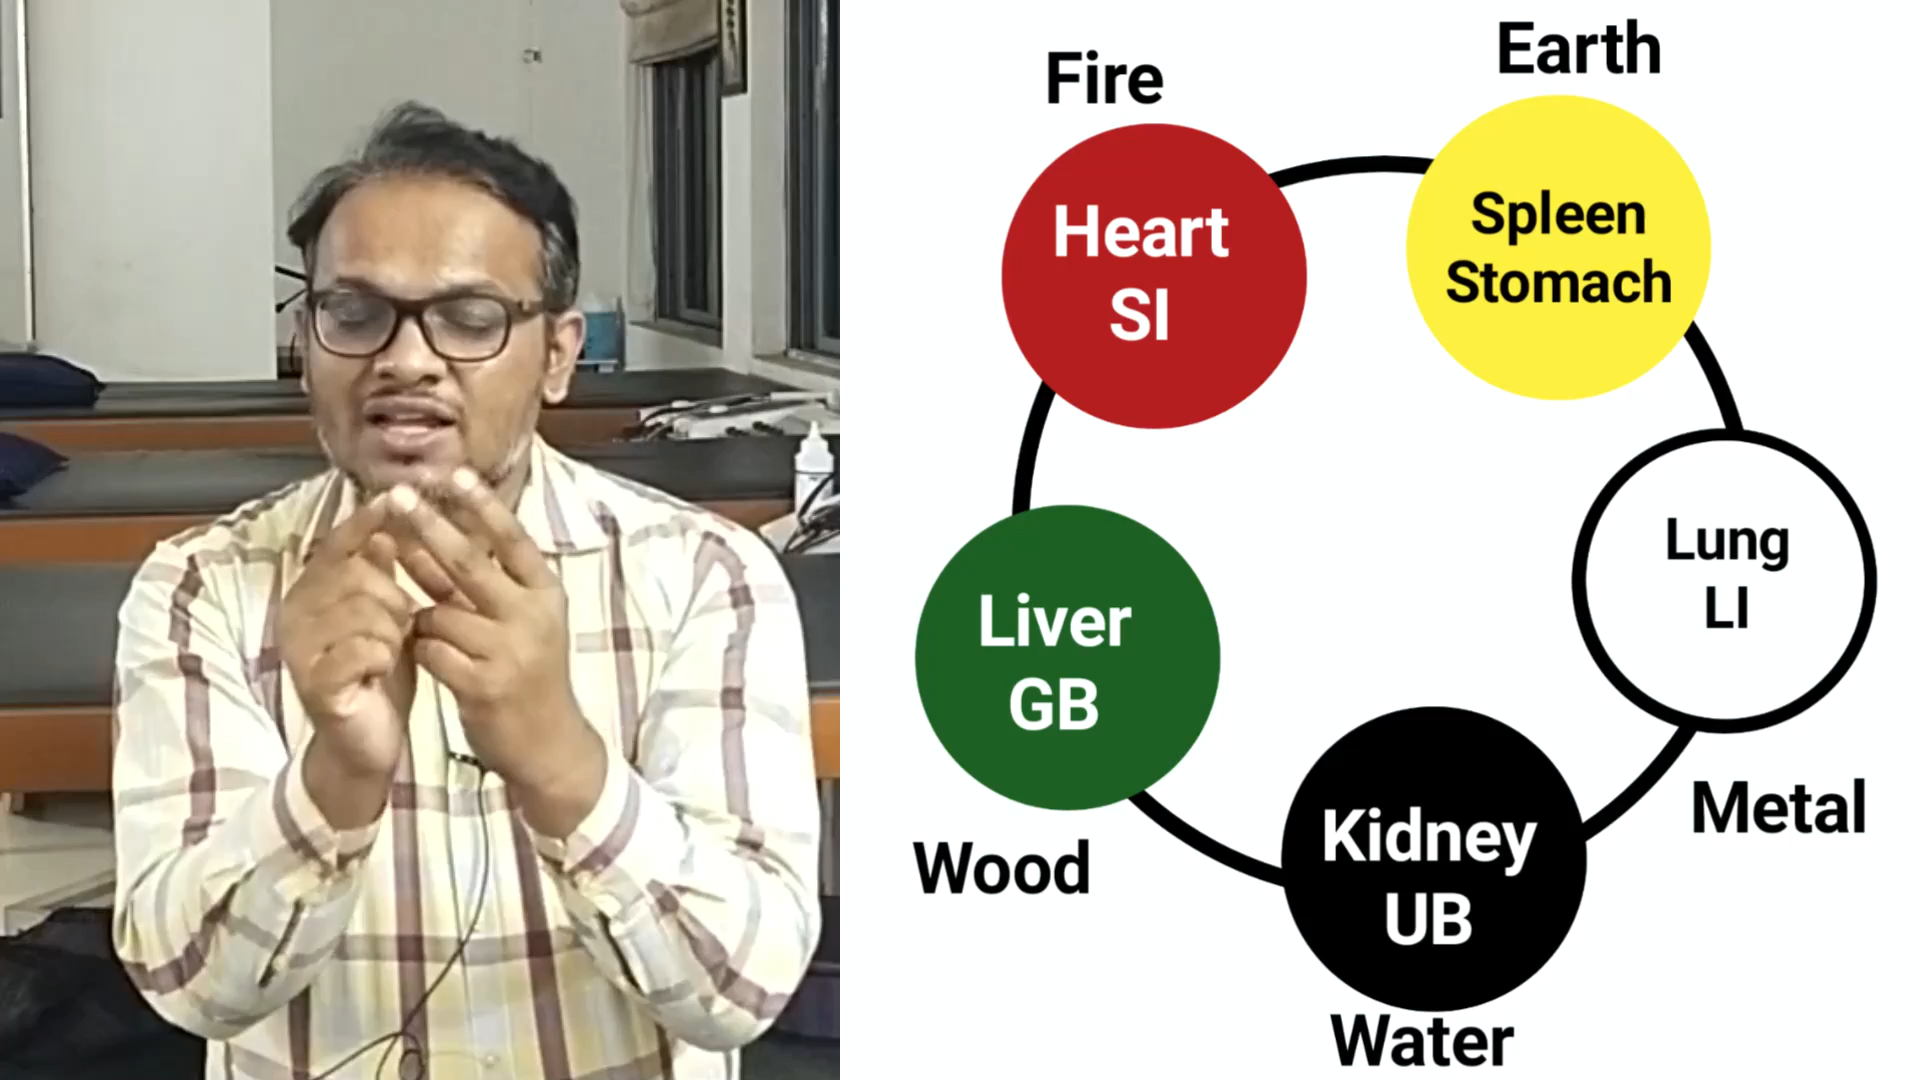 Fire
Earth
Heart
SI
Spleen
Stomach
Lung
LI
Liver
GB
Kidney
UB
Metal
Wood
Water